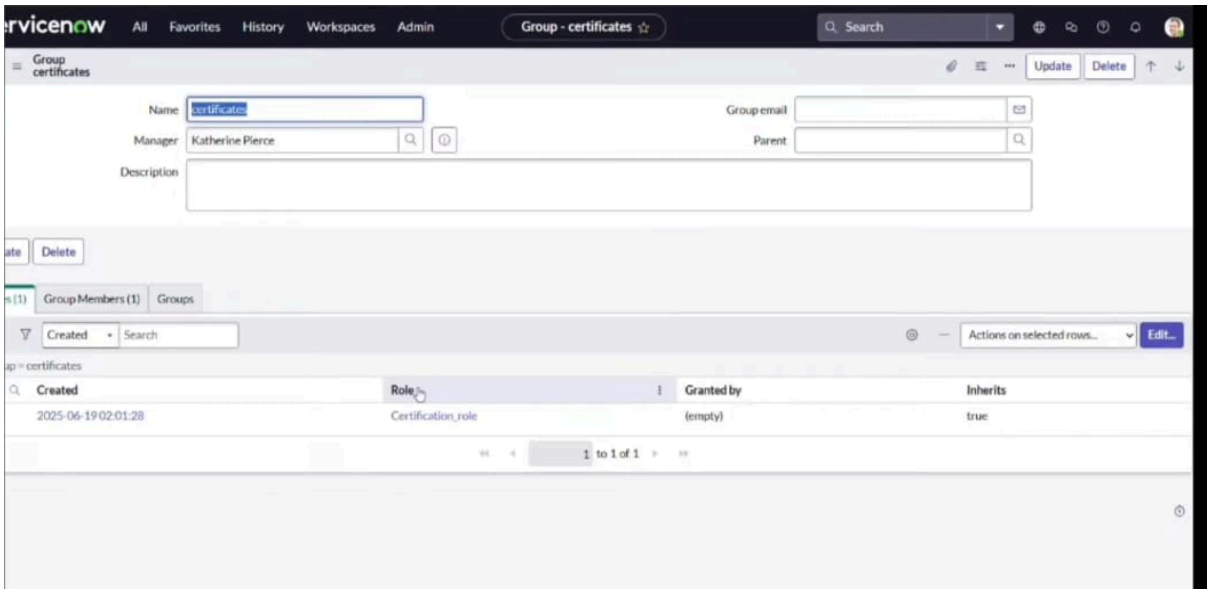 rvicenow All Favorites History Workspaces Admin Group - certificates Search
Group
certificates
Update Delete
Name certificates Group email
Manager Katherine Pierce Parent
Description
ate Delete
s (1) Group Members (1) Groups
Created Search Actions on selected rows... Edit...
up = certificates
Created Role Granted by Inherits
2025-06-19 02:01:28 Certification_role (empty) true
1 to 1 of 1